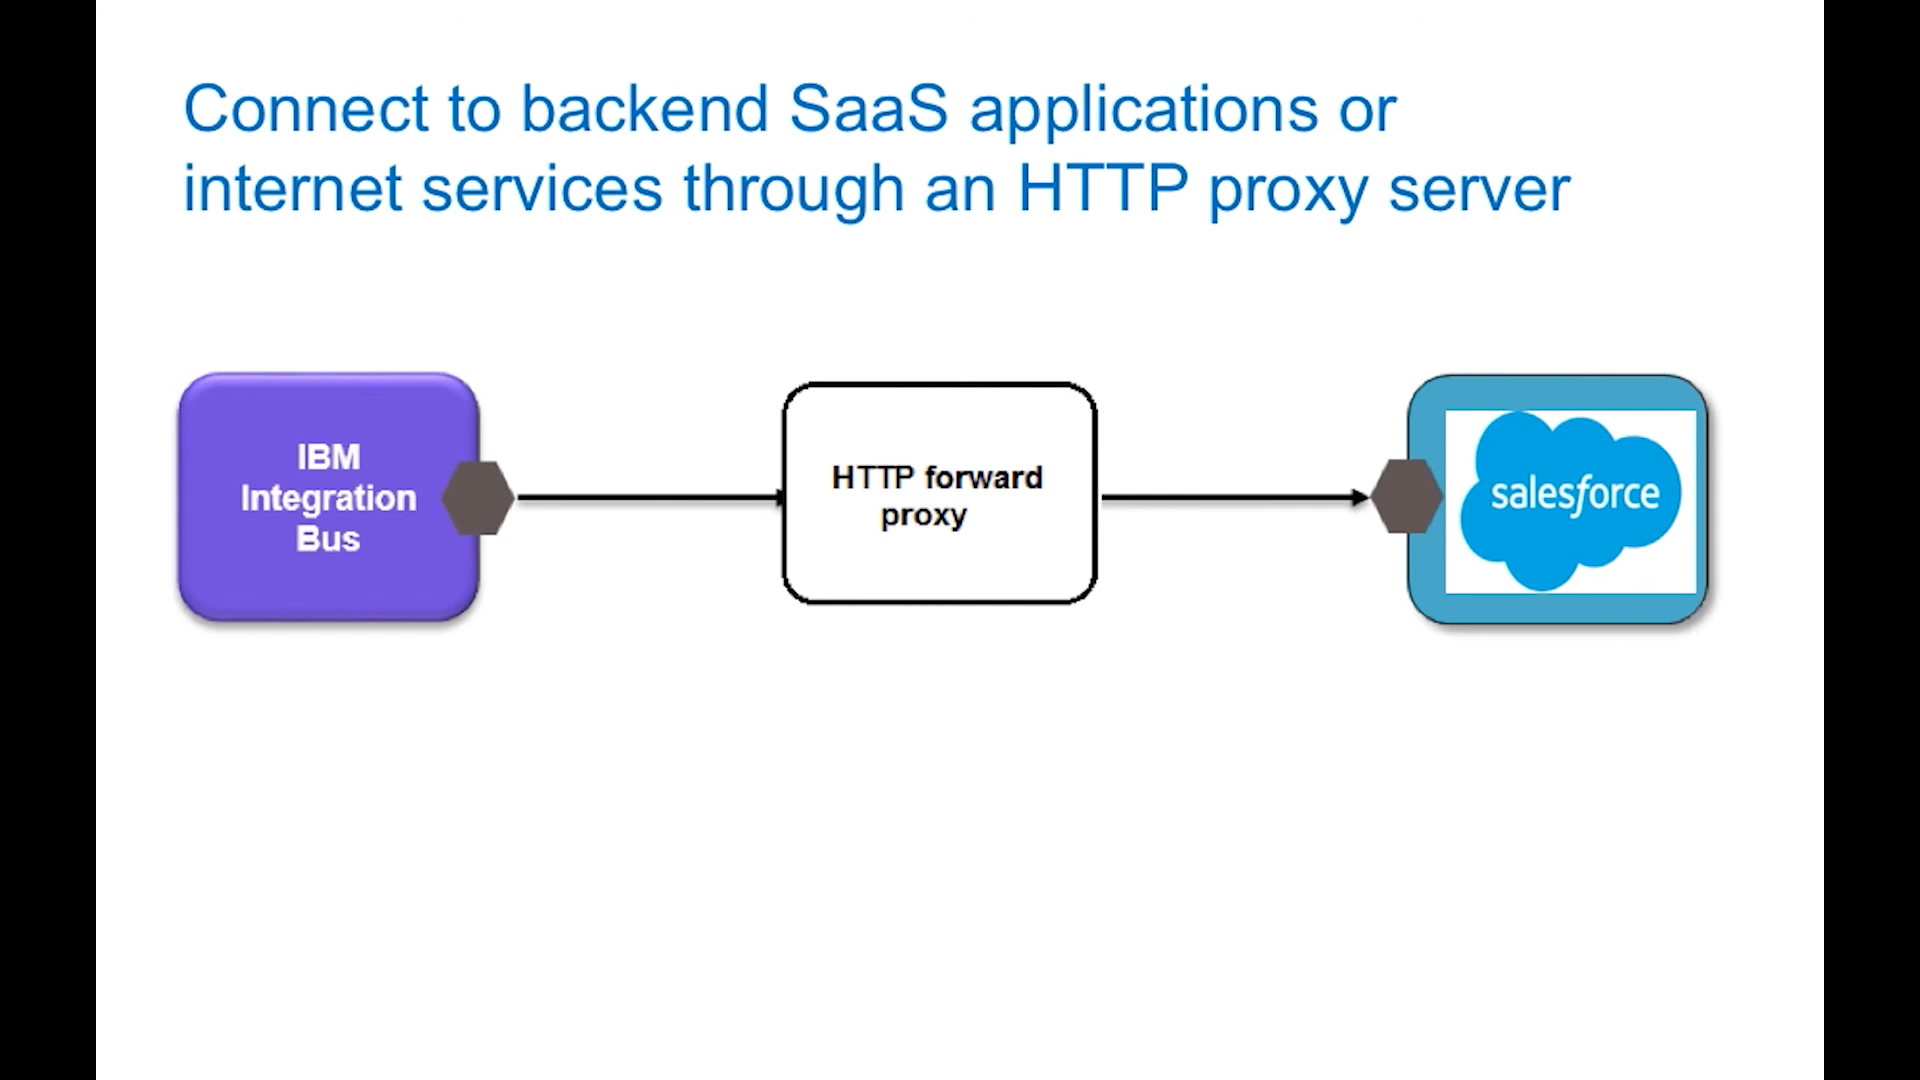 Connect to backend SaaS applications or
internet services through an HTTP proxy server
IBM
Integration
Bus
HTTP forward
proxy
salesforce